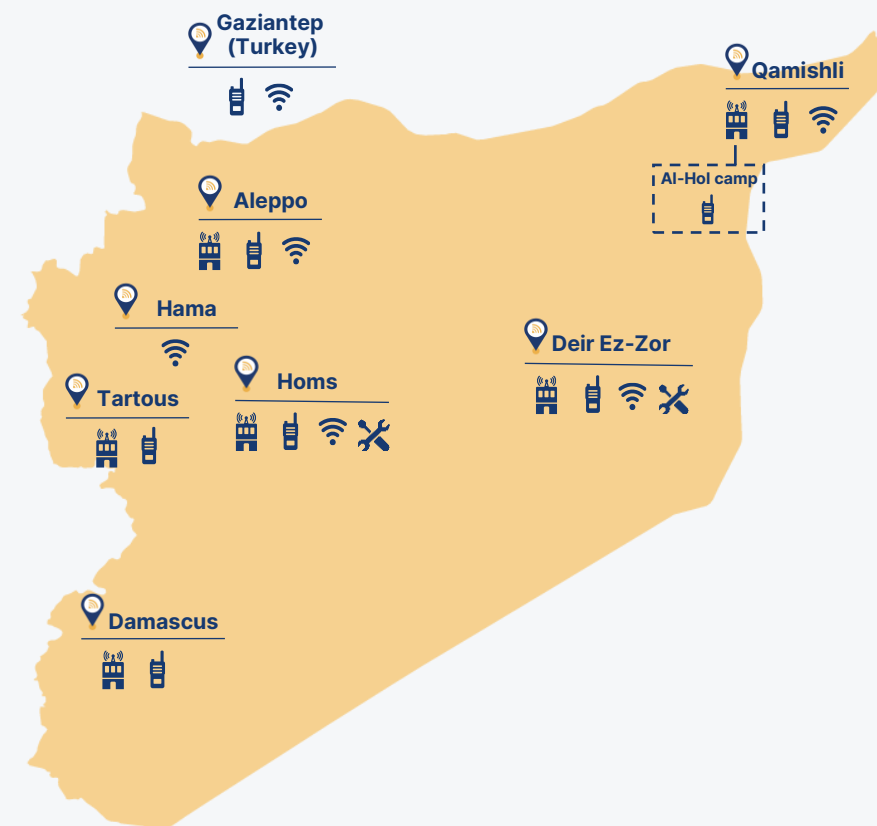 Gaziantep
(Turkey)
Qamishli
Al-Hol camp
Aleppo
Hama
Deir Ez-Zor
Homs
Tartous
Damascus